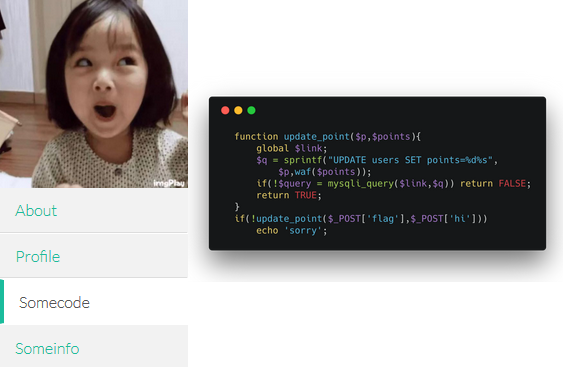 imgPlay
About
Profile
Somecode
Someinfo
function update_point($p,$points){
global $link;
$q = sprintf("UPDATE users SET points=%d%s",
$p,waf($points));
if(!$query = mysqli_query($link,$q)) return FALSE;
return TRUE;
}
if(!update_point($_POST['flag'],$_POST['hi']))
echo 'sorry';